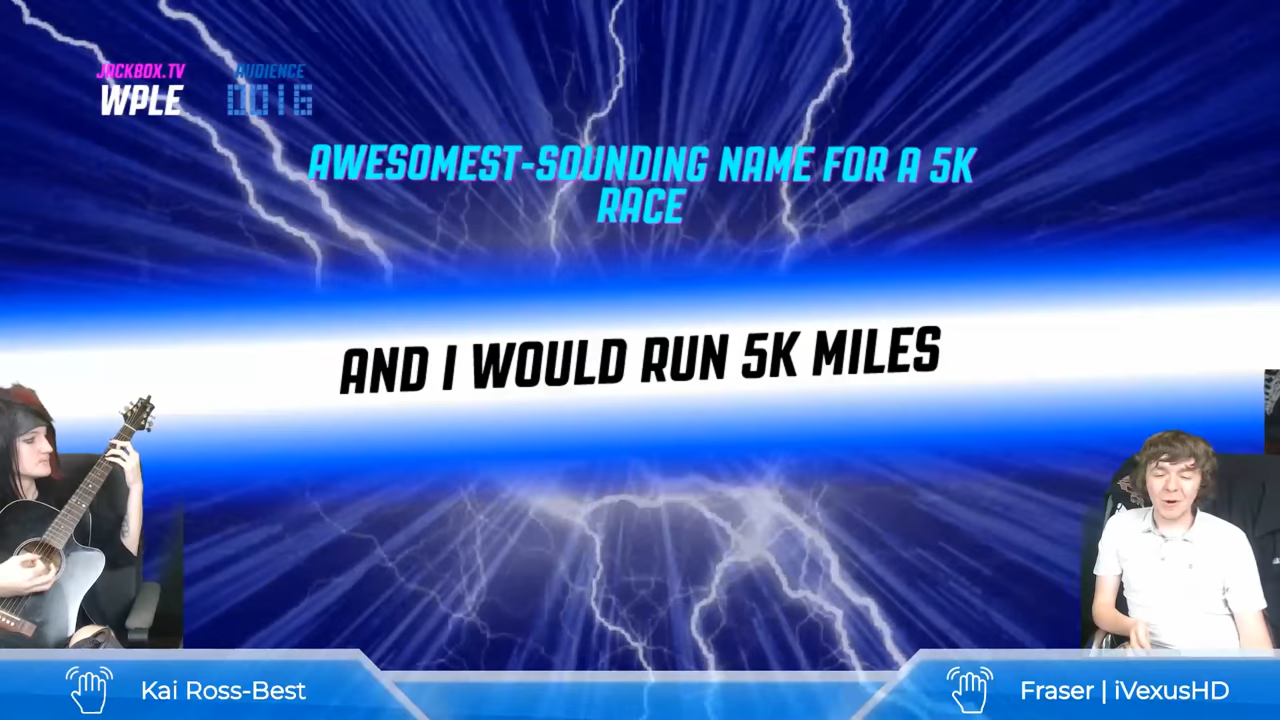 JACKBOX.TV
WPLE
AUDIENCE
0016
AWESOMEST-SOUNDING NAME FOR A 5K
RACE
AND I WOULD RUN 5K MILES
Kai Ross-Best
Fraser | iVexusHD